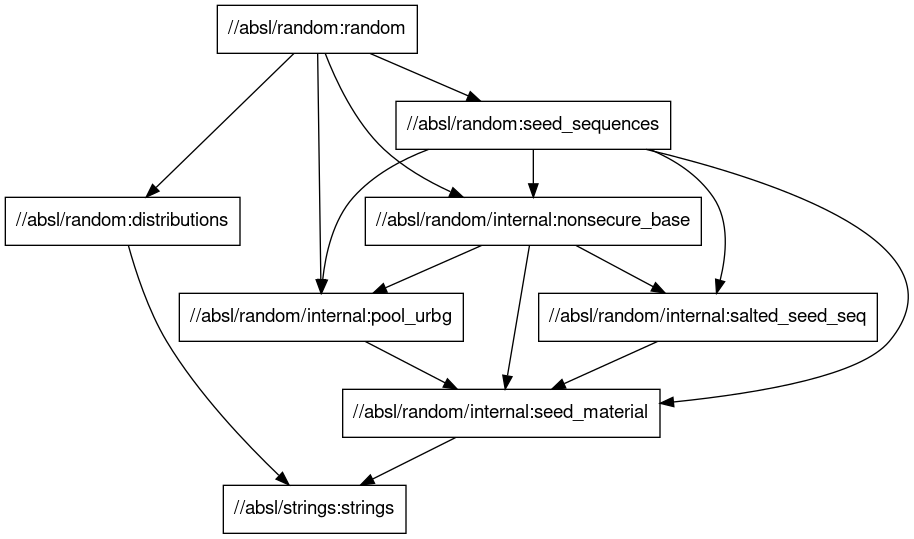 //absl/random:random
//absl/random:seed_sequences
//absl/random:distributions
//absl/random/internal:nonsecure_base
//absl/random/internal:pool_urbg
//absl/random/internal:salted_seed_seq
//absl/random/internal:seed_material
//absl/strings:strings